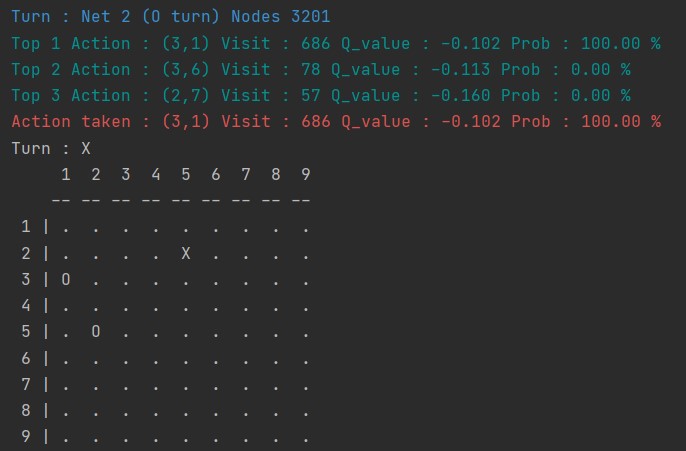 Turn : Net 2 (O turn) Nodes 3201
Top 1 Action : (3,1) Visit : 686 Q_value : -0.102 Prob : 100.00 %
Top 2 Action : (3,6) Visit : 78 Q_value : -0.113 Prob : 0.00 %
Top 3 Action : (2,7) Visit : 57 Q_value : -0.160 Prob : 0.00 %
Action taken : (3,1) Visit : 686 Q_value : -0.102 Prob : 100.00 %
Turn : X
     1  2  3  4  5  6  7  8  9
    -- -- -- -- -- -- -- -- --
 1 | .  .  .  .  .  .  .  .  .
 2 | .  .  .  .  X  .  .  .  .
 3 | O  .  .  .  .  .  .  .  .
 4 | .  .  .  .  .  .  .  .  .
 5 | .  O  .  .  .  .  .  .  .
 6 | .  .  .  .  .  .  .  .  .
 7 | .  .  .  .  .  .  .  .  .
 8 | .  .  .  .  .  .  .  .  .
 9 | .  .  .  .  .  .  .  .  .